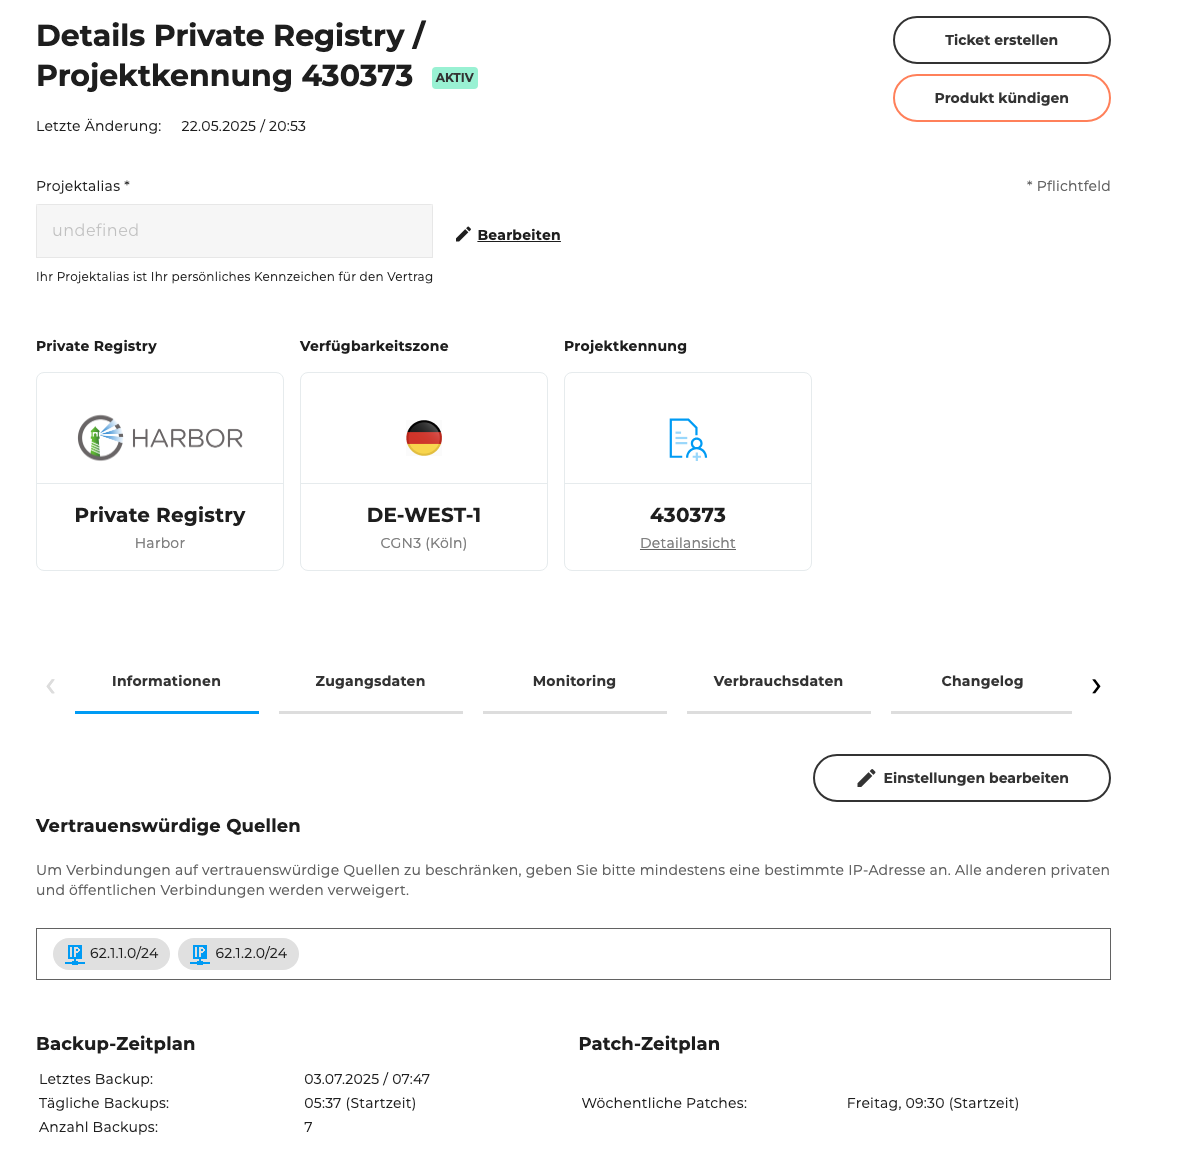 Details Private Registry /
Projektkennung 430373 AKTIV
Ticket erstellen
Produkt kündigen
Letzte Änderung: 22.05.2025 / 20:53
Projektalias * * Pflichtfeld
undefined
Bearbeiten
Ihr Projektalias ist Ihr persönliches Kennzeichen für den Vertrag
Private Registry Verfügbarkeitszone Projektkennung
HARBOR
Private Registry DE-WEST-1 430373
Harbor CGN3 (Köln) Detailansicht
‹ Informationen Zugangsdaten Monitoring Verbrauchsdaten Changelog ›
Einstellungen bearbeiten
Vertrauenswürdige Quellen
Um Verbindungen auf vertrauenswürdige Quellen zu beschränken, geben Sie bitte mindestens eine bestimmte IP-Adresse an. Alle anderen privaten
und öffentlichen Verbindungen werden verweigert.
IP 62.1.1.0/24 IP 62.1.2.0/24
Backup-Zeitplan Patch-Zeitplan
Letztes Backup: 03.07.2025 / 07:47
Tägliche Backups: 05:37 (Startzeit) Wöchentliche Patches: Freitag, 09:30 (Startzeit)
Anzahl Backups: 7